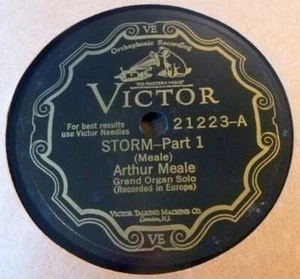 VE
Orthophonic Recording
"HIS MASTER'S VOICE"
VICTOR
For best results
use Victor Needles
21223-A
STORM-Part 1
(Meale)
Arthur Meale
Grand Organ Solo
(Recorded in Europe)
VICTOR TALKING MACHINE CO.
Camden, N.J.
VE